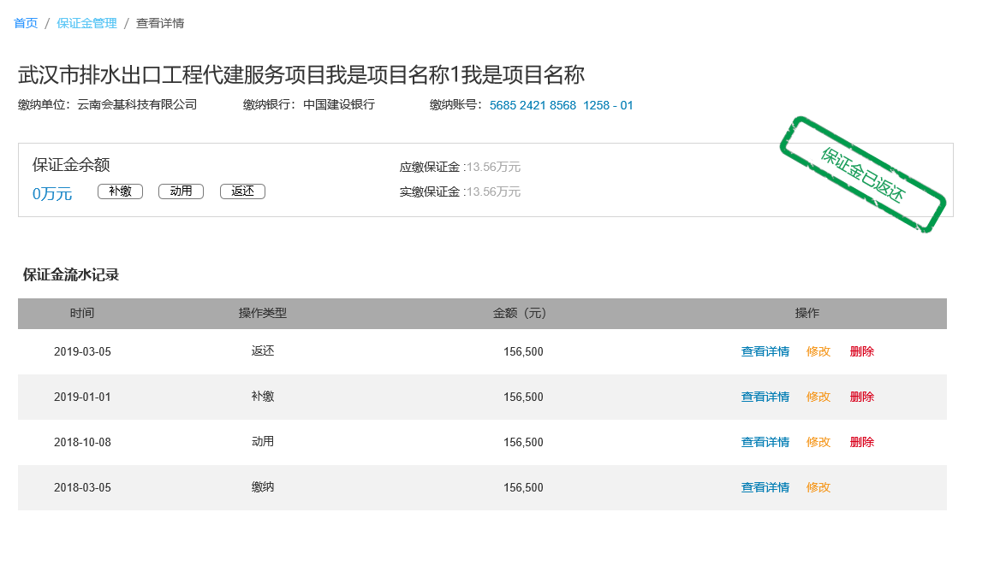 首页 / 保证金管理 / 查看详情
武汉市排水出口工程代建服务项目我是项目名称1我是项目名称
缴纳单位：云南会基科技有限公司 缴纳银行：中国建设银行 缴纳账号：5685 2421 8568 1258 - 01
保证金余额 应缴保证金 :13.56万元
0万元 补缴 动用 返还 实缴保证金 :13.56万元
保证金已返还
保证金流水记录
时间 操作类型 金额（元） 操作
2019-03-05 返还 156,500 查看详情 修改 删除
2019-01-01 补缴 156,500 查看详情 修改 删除
2018-10-08 动用 156,500 查看详情 修改 删除
2018-03-05 缴纳 156,500 查看详情 修改